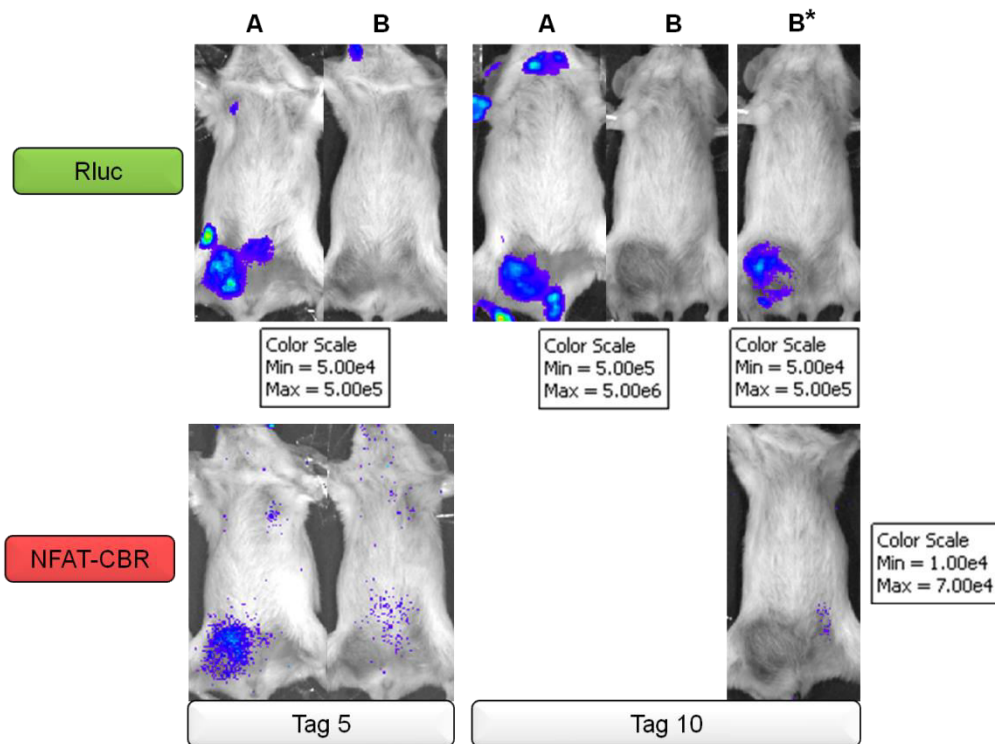 A B A B B*
Rluc
Color Scale
Min = 5.00e4
Max = 5.00e5
Color Scale
Min = 5.00e5
Max = 5.00e6
Color Scale
Min = 5.00e4
Max = 5.00e5
NFAT-CBR
Color Scale
Min = 1.00e4
Max = 7.00e4
Tag 5
Tag 10